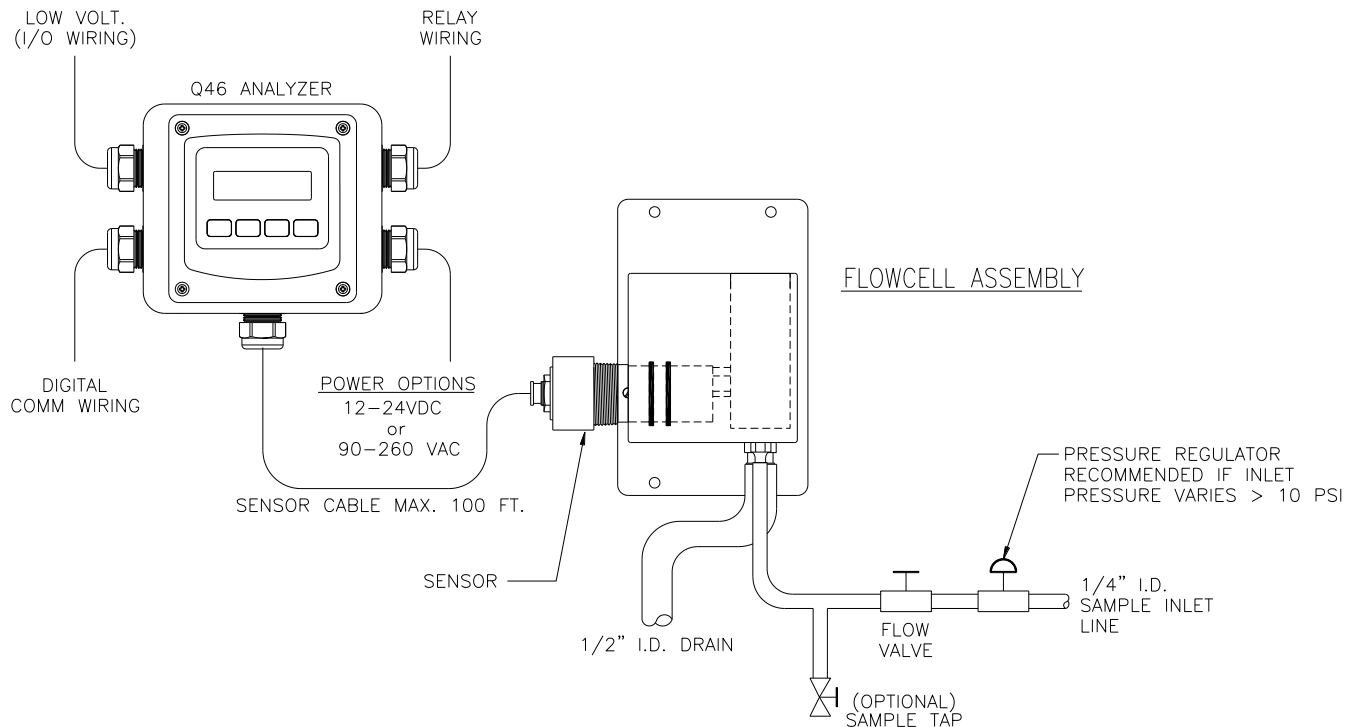 LOW VOLT.
(I/O WIRING)
RELAY
WIRING
Q46 ANALYZER
FLOWCELL ASSEMBLY
DIGITAL
COMM WIRING
POWER OPTIONS
12-24VDC
or
90-260 VAC
SENSOR CABLE MAX. 100 FT.
PRESSURE REGULATOR
RECOMMENDED IF INLET
PRESSURE VARIES > 10 PSI
SENSOR
1/4" I.D.
SAMPLE INLET
LINE
1/2" I.D. DRAIN
FLOW
VALVE
(OPTIONAL)
SAMPLE TAP